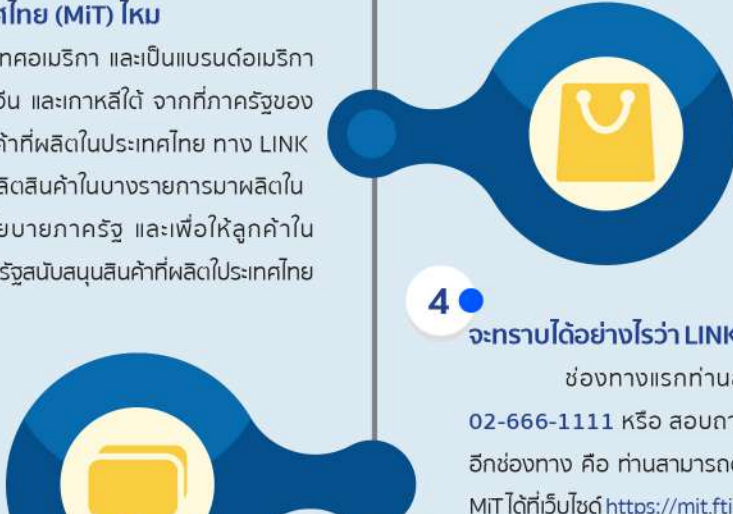 ศไทย (MiT) ไหม
ทศอเมริกา และเป็นแบรนด์อเมริกา
จีน และเกาหลีใต้ จากที่ภาครัฐของ
ค้าที่ผลิตในประเทศไทย ทาง LINK
ลิตสินค้าในบางรายการมาผลิตใน
ยบายภาครัฐ และเพื่อให้ลูกค้าใน
รัฐสนับสนุนสินค้าที่ผลิตใประเทศไทย
4
จะทราบได้อย่างไรว่า LINK
ช่องทางแรกท่าน
02-666-1111 หรือ สอบถา
อีกช่องทาง คือ ท่านสามารถ
MiT ได้ที่เว็บไซด์ https://mit.fti